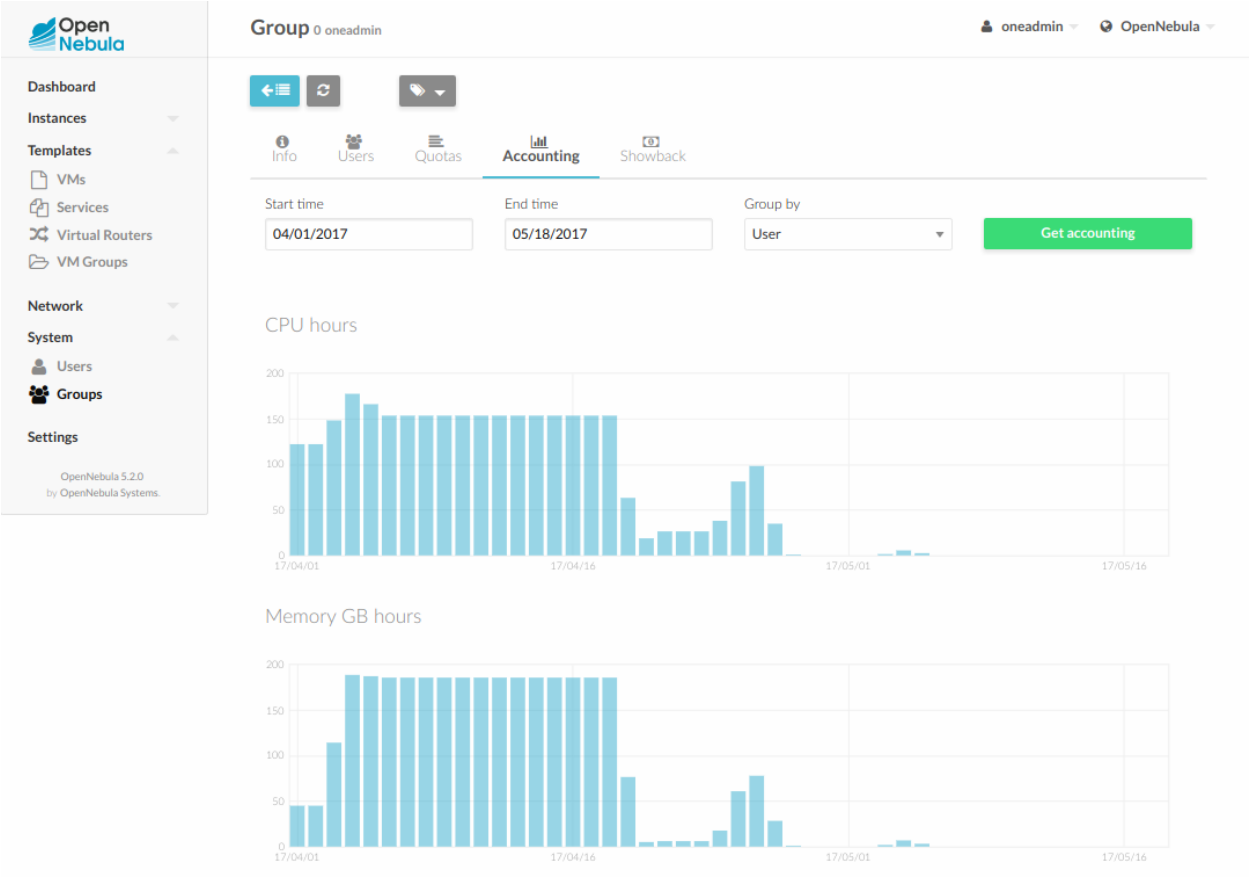 Open
Nebula
Group 0 oneadmin
oneadmin
OpenNebula
Dashboard
Instances
Templates
VMs
Services
Virtual Routers
VM Groups
Network
System
Users
Groups
Settings
OpenNebula 5.2.0
by OpenNebula Systems.
Info
Users
Quotas
Accounting
Showback
Start time
End time
Group by
04/01/2017
05/18/2017
User
Get accounting
CPU hours
200
150
100
50
0
17/04/01
17/04/16
17/05/01
17/05/16
Memory GB hours
200
150
100
50
0
17/04/01
17/04/16
17/05/01
17/05/16